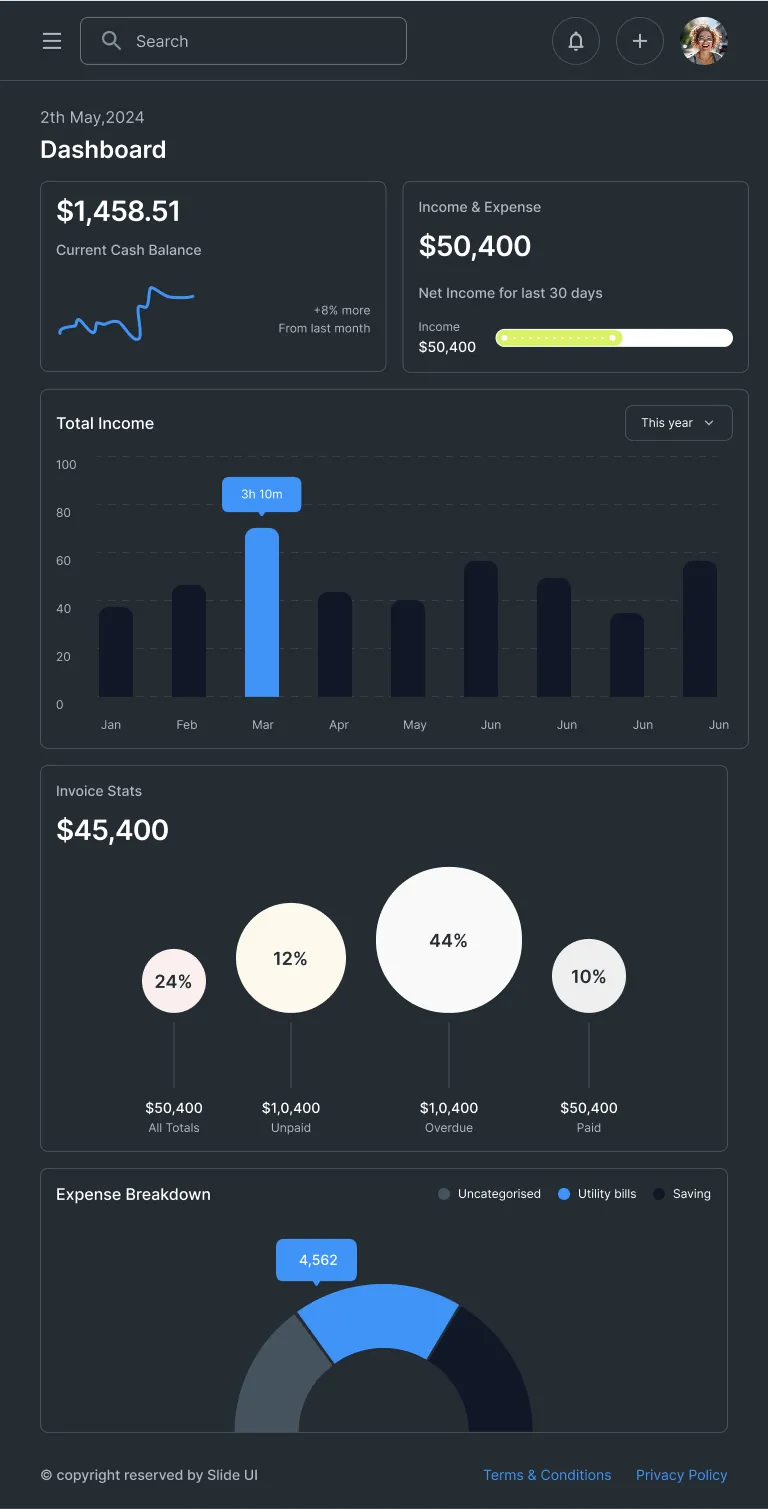 Search
2th May,2024
Dashboard
$1,458.51
Current Cash Balance
+8% more
From last month
Income & Expense
$50,400
Net Income for last 30 days
Income
$50,400
Total Income
This year
100
80
60
40
20
0
3h 10m
Jan Feb Mar Apr May Jun Jun Jun Jun
Invoice Stats
$45,400
24% 12% 44% 10%
$50,400 $1,0,400 $1,0,400 $50,400
All Totals Unpaid Overdue Paid
Expense Breakdown
Uncategorised Utility bills Saving
4,562
© copyright reserved by Slide UI
Terms & Conditions Privacy Policy